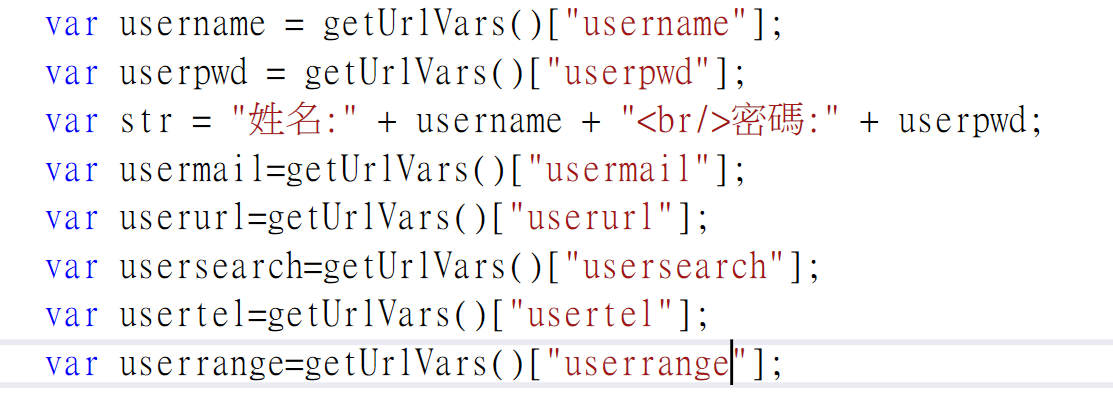 var username = getUrlVars()["username"];
var userpwd = getUrlVars()["userpwd"];
var str = "姓名:" + username + "<br/>密碼:" + userpwd;
var usermail=getUrlVars()["usermail"];
var userurl=getUrlVars()["userurl"];
var usersearch=getUrlVars()["usersearch"];
var usertel=getUrlVars()["usertel"];
var userrange=getUrlVars()["userrange"];